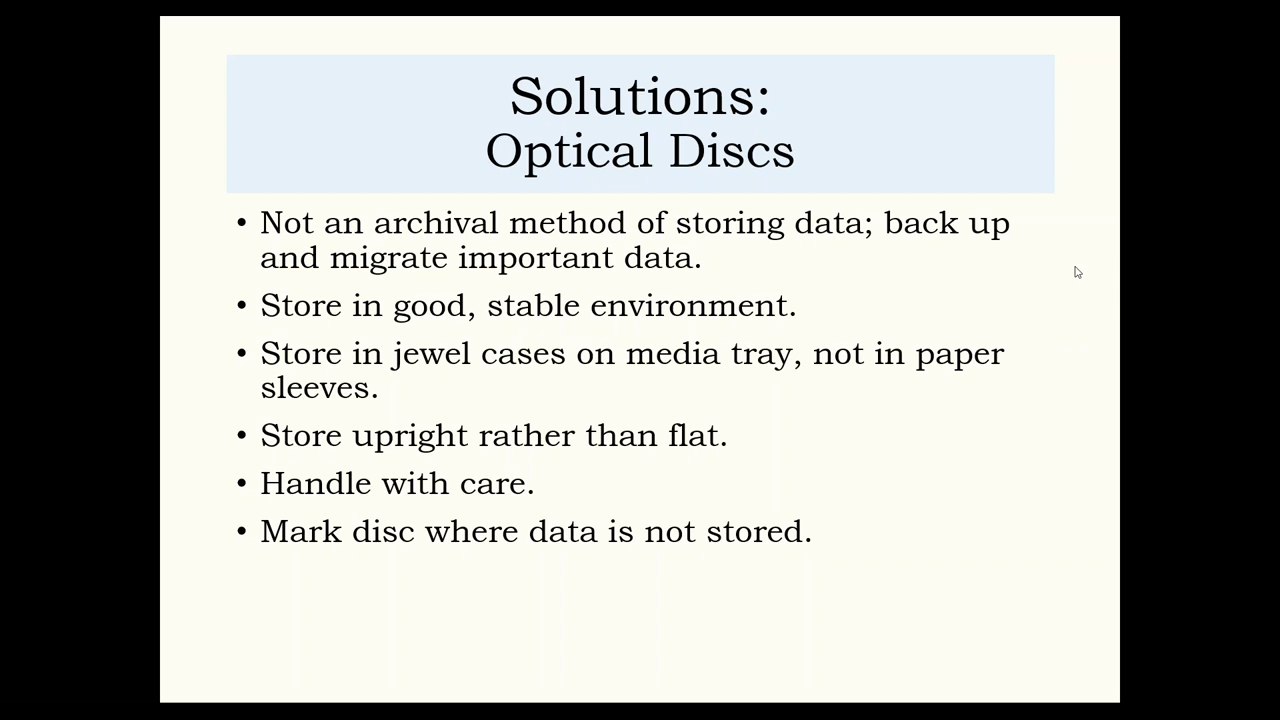 Solutions:
Optical Discs
• Not an archival method of storing data; back up
and migrate important data.
• Store in good, stable environment.
• Store in jewel cases on media tray, not in paper
sleeves.
• Store upright rather than flat.
• Handle with care.
• Mark disc where data is not stored.